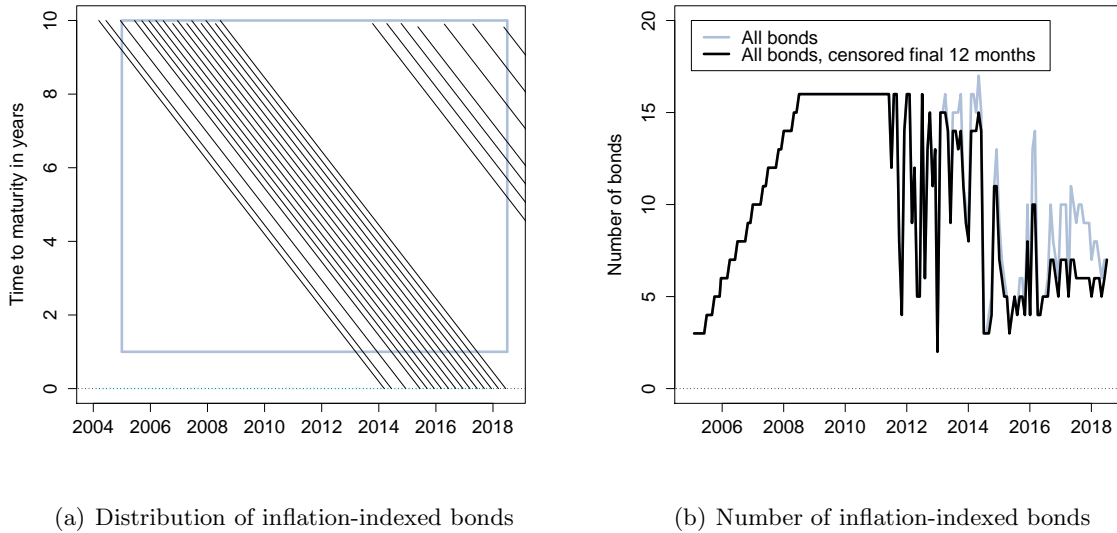 Time to maturity in years
10
8
6
4
2
0
2004 2006 2008 2010 2012 2014 2016 2018
(a) Distribution of inflation-indexed bonds
Number of bonds
20
15
10
5
0
All bonds
All bonds, censored final 12 months
2006 2008 2010 2012 2014 2016 2018
(b) Number of inflation-indexed bonds